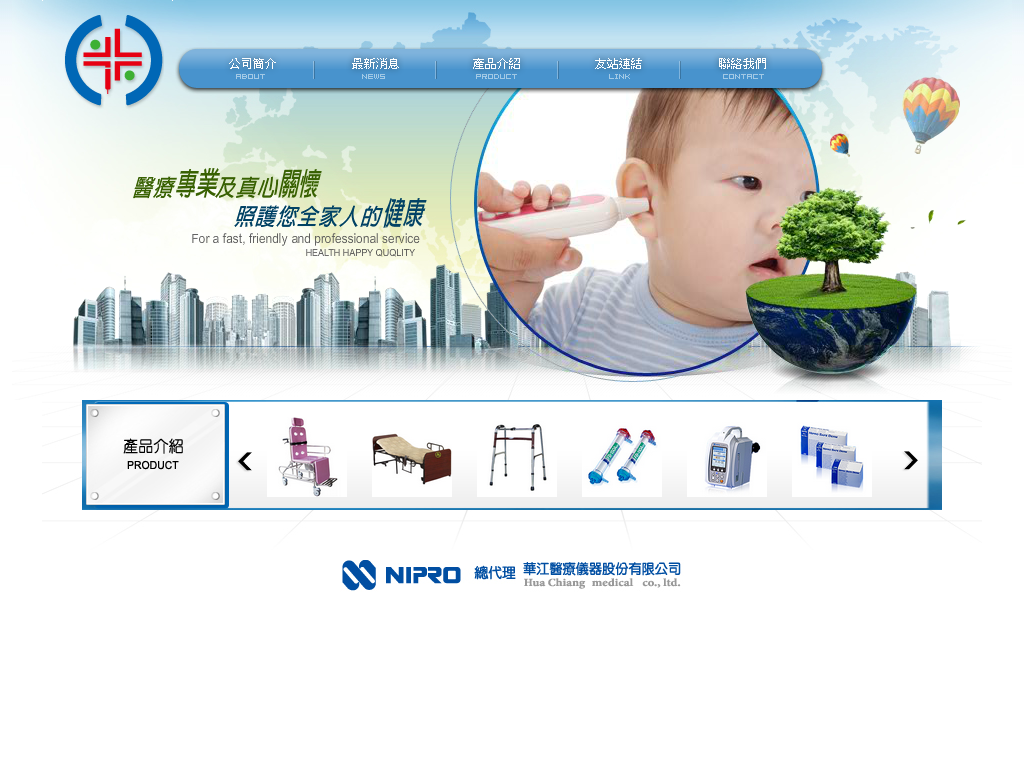 公司簡介
ABOUT
最新消息
NEWS
產品介紹
PRODUCT
友站連結
LINK
聯絡我們
CONTACT
醫療專業及真心關懷
照護您全家人的健康
For a fast, friendly and professional service
HEALTH HAPPY QUQLITY
產品介紹
PRODUCT
NIPRO 總代理 華江醫療儀器股份有限公司
Hua Chiang medical co., ltd.